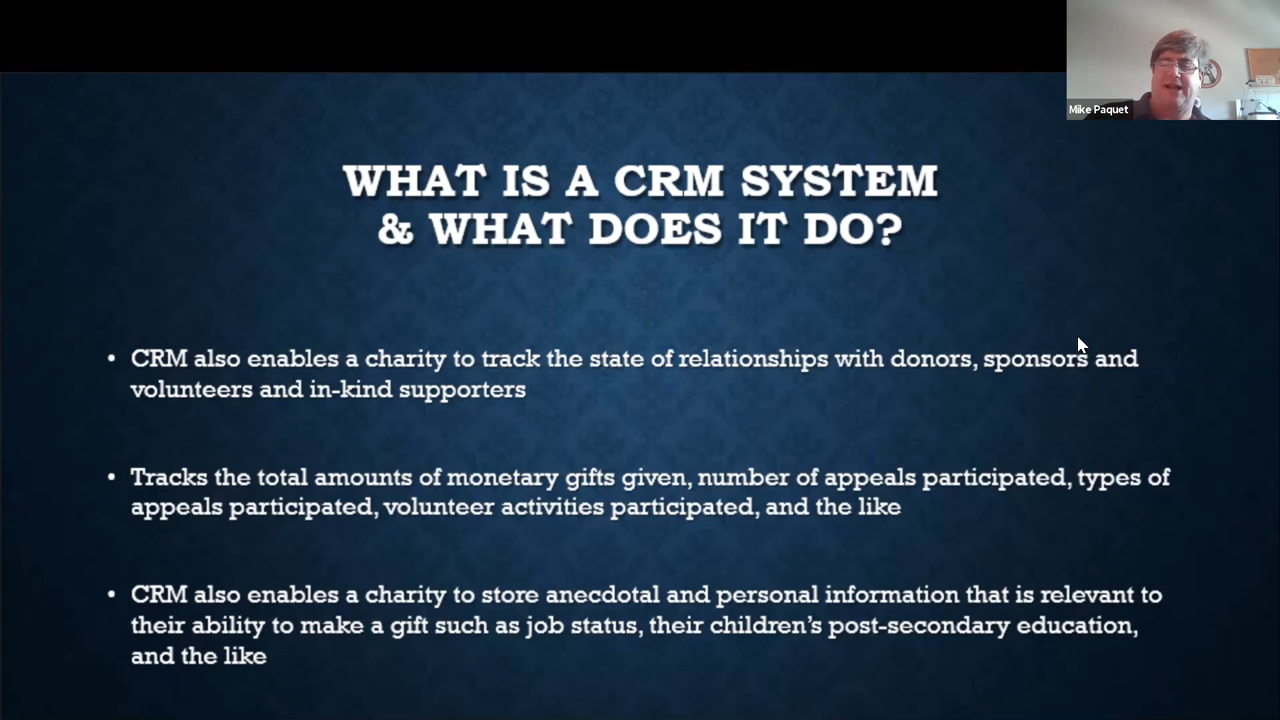 Mike Paquet
WHAT IS A CRM SYSTEM
& WHAT DOES IT DO?
• CRM also enables a charity to track the state of relationships with donors, sponsors and
volunteers and in-kind supporters
• Tracks the total amounts of monetary gifts given, number of appeals participated, types of
appeals participated, volunteer activities participated, and the like
• CRM also enables a charity to store anecdotal and personal information that is relevant to
their ability to make a gift such as job status, their children’s post-secondary education,
and the like